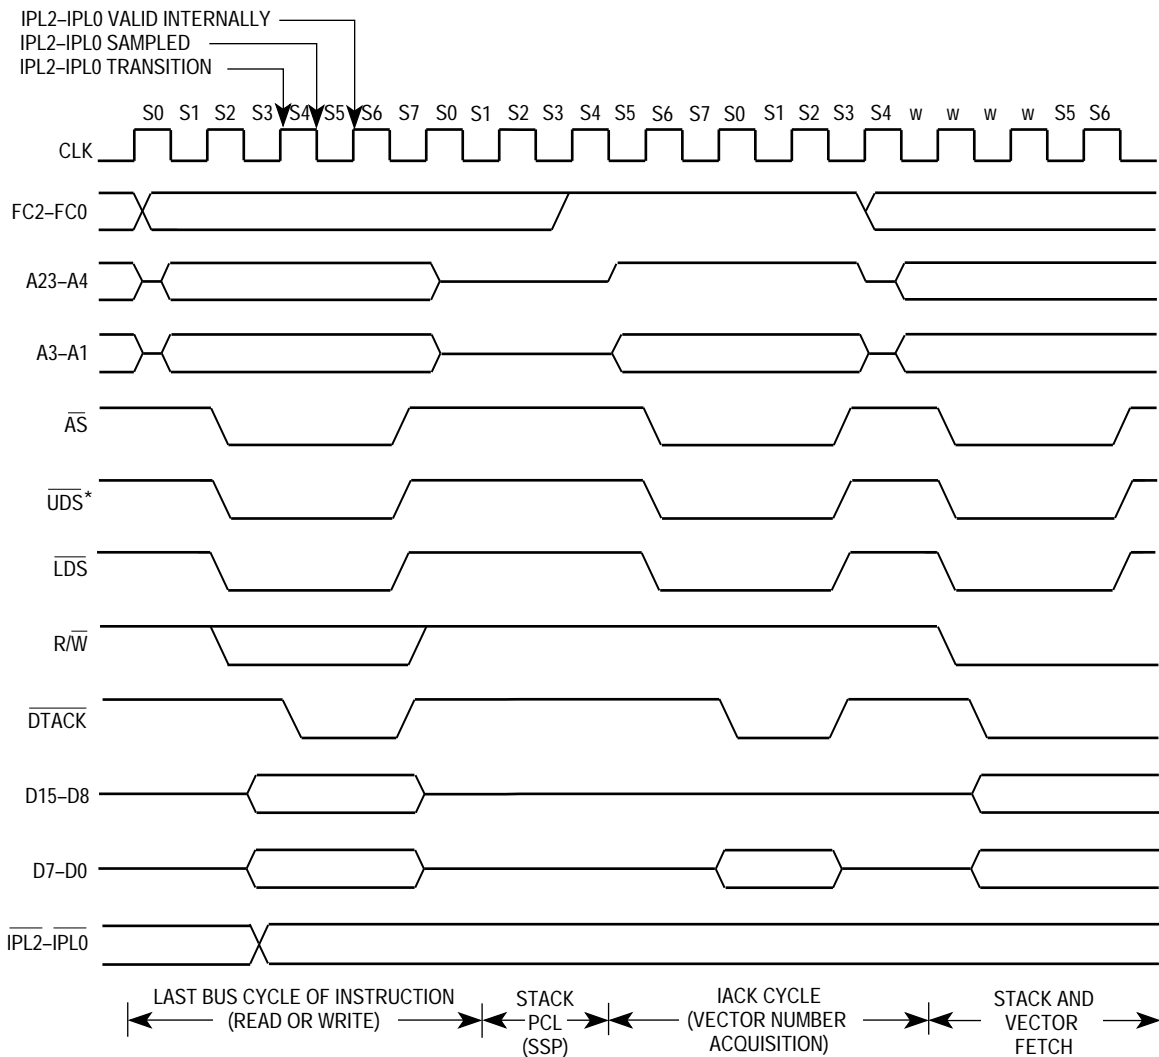 IPL2–IPL0 VALID INTERNALLY
IPL2–IPL0 SAMPLED
IPL2–IPL0 TRANSITION
S0 S1 S2 S3 S4 S5 S6 S7 S0 S1 S2 S3 S4 S5 S6 S7 S0 S1 S2 S3 S4 w w w w S5 S6
CLK
FC2–FC0
A23–A4
A3–A1
AS
UDS*
LDS
R/W
DTACK
D15–D8
D7–D0
IPL2–IPL0
LAST BUS CYCLE OF INSTRUCTION
(READ OR WRITE)
STACK
PCL
(SSP)
IACK CYCLE
(VECTOR NUMBER
ACQUISITION)
STACK AND
VECTOR
FETCH